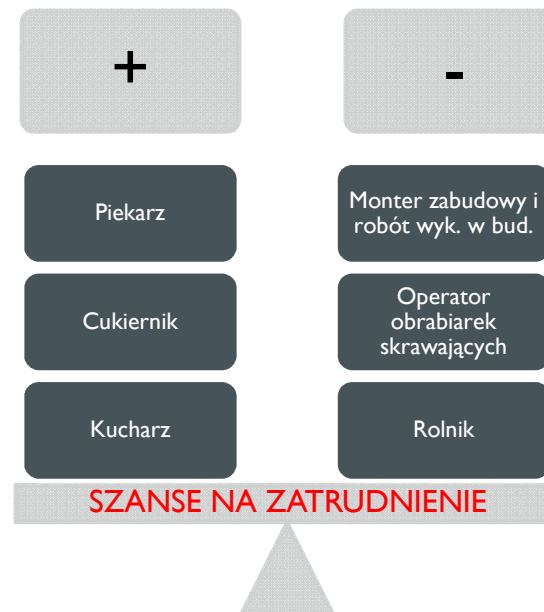 +
-
Piekarz
Monter zabudowy i
robót wyk. w bud.
Cukiernik
Operator
obrabiarek
skrawających
Kucharz
Rolnik
SZANSE NA ZATRUDNIENIE